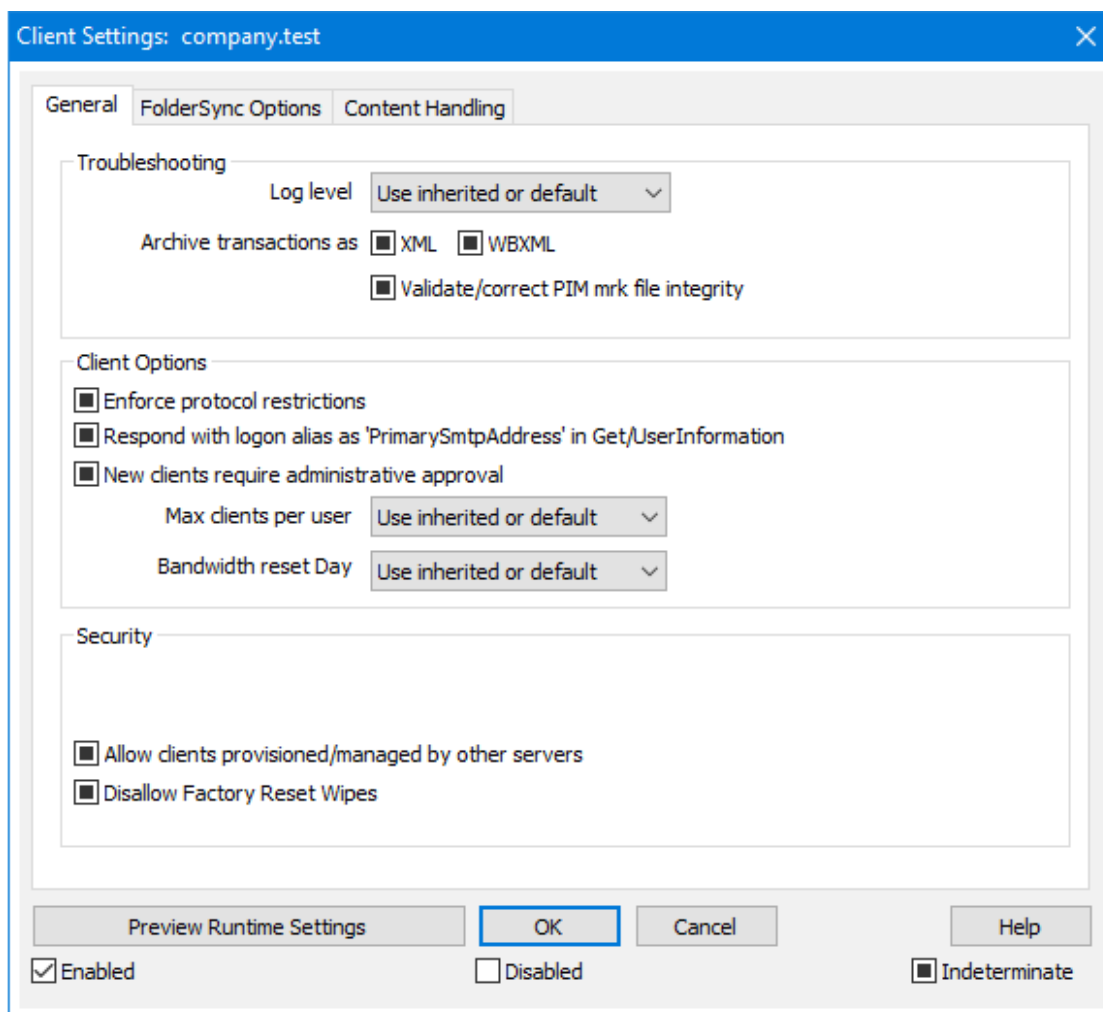 Client Settings: company.test
General FolderSync Options Content Handling
Troubleshooting
Log level Use inherited or default
Archive transactions as XML WBXML
Validate/correct PIM mrk file integrity
Client Options
Enforce protocol restrictions
Respond with logon alias as 'PrimarySmtpAddress' in Get/UserInformation
New clients require administrative approval
Max clients per user Use inherited or default
Bandwidth reset Day Use inherited or default
Security
Allow clients provisioned/managed by other servers
Disallow Factory Reset Wipes
Preview Runtime Settings OK Cancel Help
Enabled Disabled Indeterminate